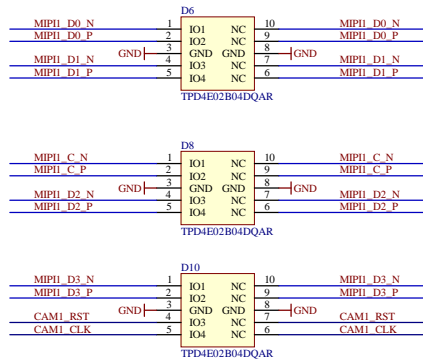 D6
MIPI1_D0_N 1 IO1 NC 10 MIPI1_D0_N
MIPI1_D0_P 2 IO2 NC 9 MIPI1_D0_P
GND 3 GND GND 8 GND
MIPI1_D1_N 4 IO3 NC 7 MIPI1_D1_N
MIPI1_D1_P 5 IO4 NC 6 MIPI1_D1_P
TPD4E02B04DQAR
D8
MIPI1_C_N 1 IO1 NC 10 MIPI1_C_N
MIPI1_C_P 2 IO2 NC 9 MIPI1_C_P
GND 3 GND GND 8 GND
MIPI1_D2_N 4 IO3 NC 7 MIPI1_D2_N
MIPI1_D2_P 5 IO4 NC 6 MIPI1_D2_P
TPD4E02B04DQAR
D10
MIPI1_D3_N 1 IO1 NC 10 MIPI1_D3_N
MIPI1_D3_P 2 IO2 NC 9 MIPI1_D3_P
GND 3 GND GND 8 GND
CAM1_RST 4 IO3 NC 7 CAM1_RST
CAM1_CLK 5 IO4 NC 6 CAM1_CLK
TPD4E02B04DQAR